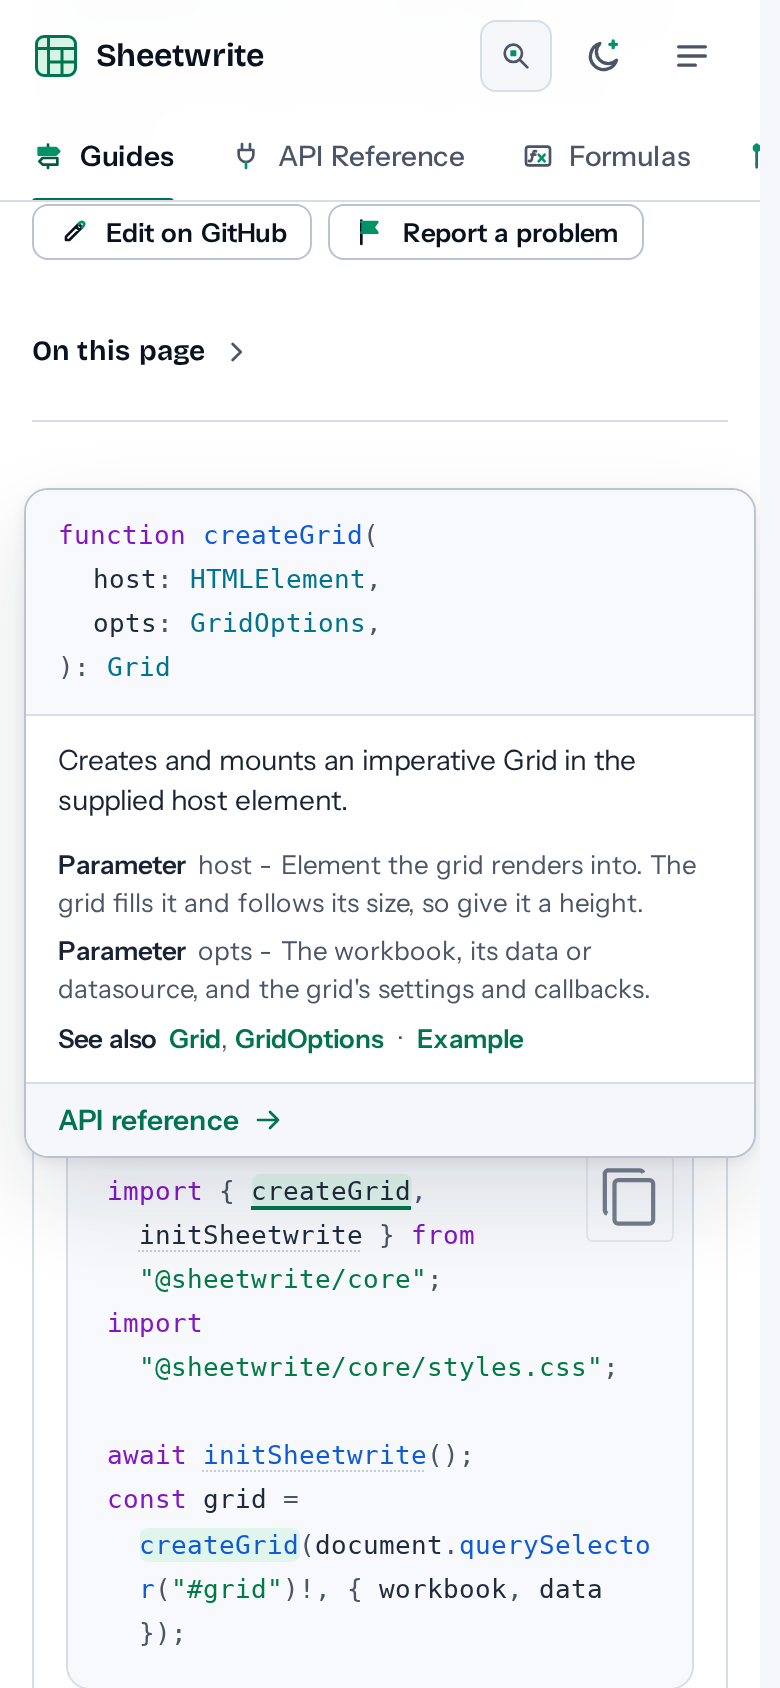 Sheetwrite
Guides
API Reference
Formulas
Edit on GitHub
Report a problem
On this page
function createGrid(
host: HTMLElement,
opts: GridOptions,
): Grid
Creates and mounts an imperative Grid in the
supplied host element.
Parameter host - Element the grid renders into. The
grid fills it and follows its size, so give it a height.
Parameter opts - The workbook, its data or
datasource, and the grid's settings and callbacks.
See also Grid, GridOptions · Example
API reference →
import { createGrid,
initSheetwrite } from
"@sheetwrite/core";
import
"@sheetwrite/core/styles.css";
await initSheetwrite();
const grid =
createGrid(document.querySelecto
r("#grid")!, { workbook, data
});